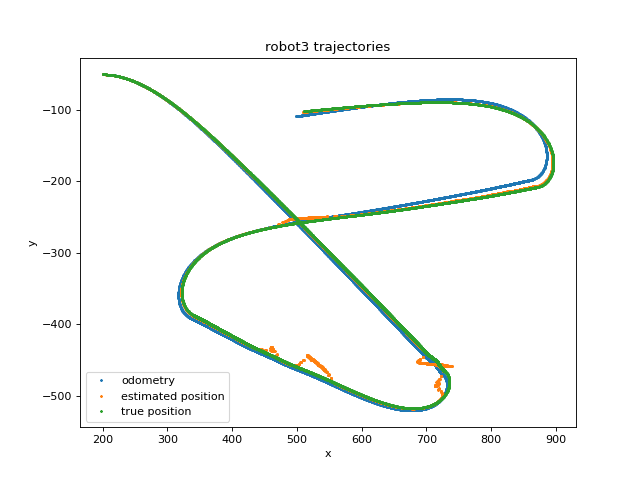 robot3 trajectories
y
−100
−200
−300
−400
−500
odometry
estimated position
true position
200 300 400 500 600 700 800 900
x